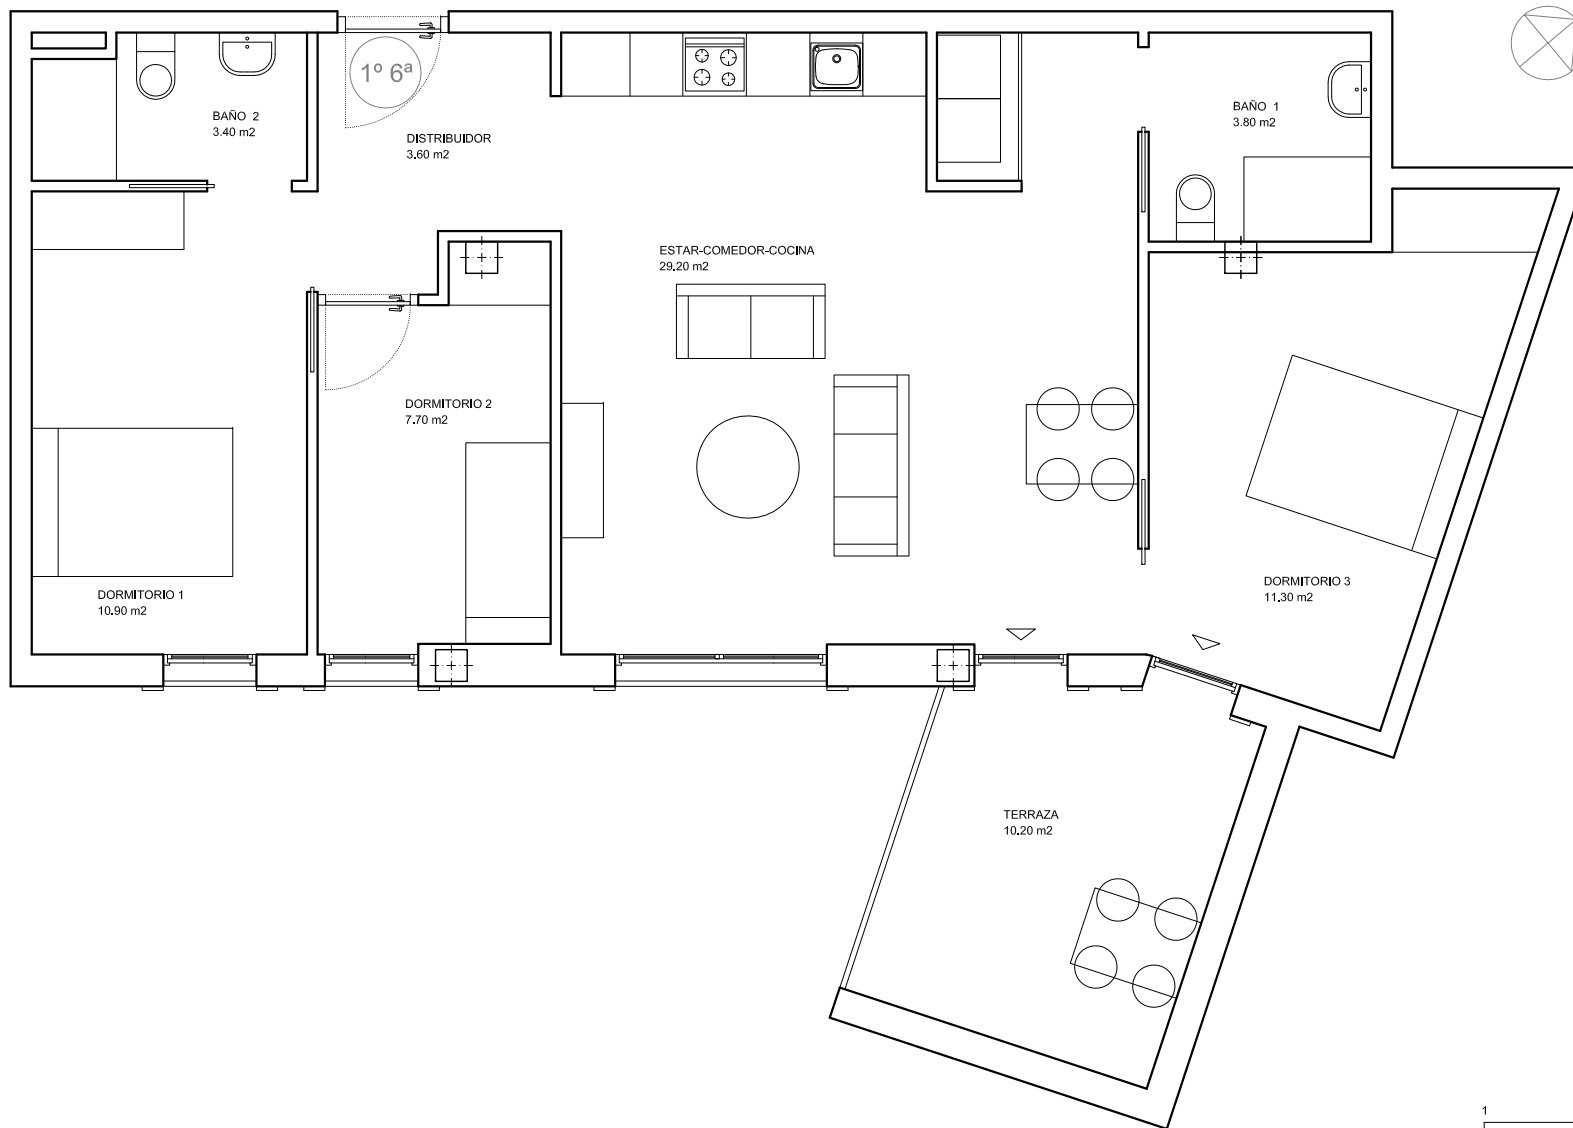 1º 6ª
BAÑO 2
3.40 m2
DISTRIBUIDOR
3.60 m2
BAÑO 1
3.80 m2
ESTAR-COMEDOR-COCINA
29.20 m2
DORMITORIO 2
7.70 m2
DORMITORIO 1
10.90 m2
DORMITORIO 3
11.30 m2
TERRAZA
10.20 m2
1